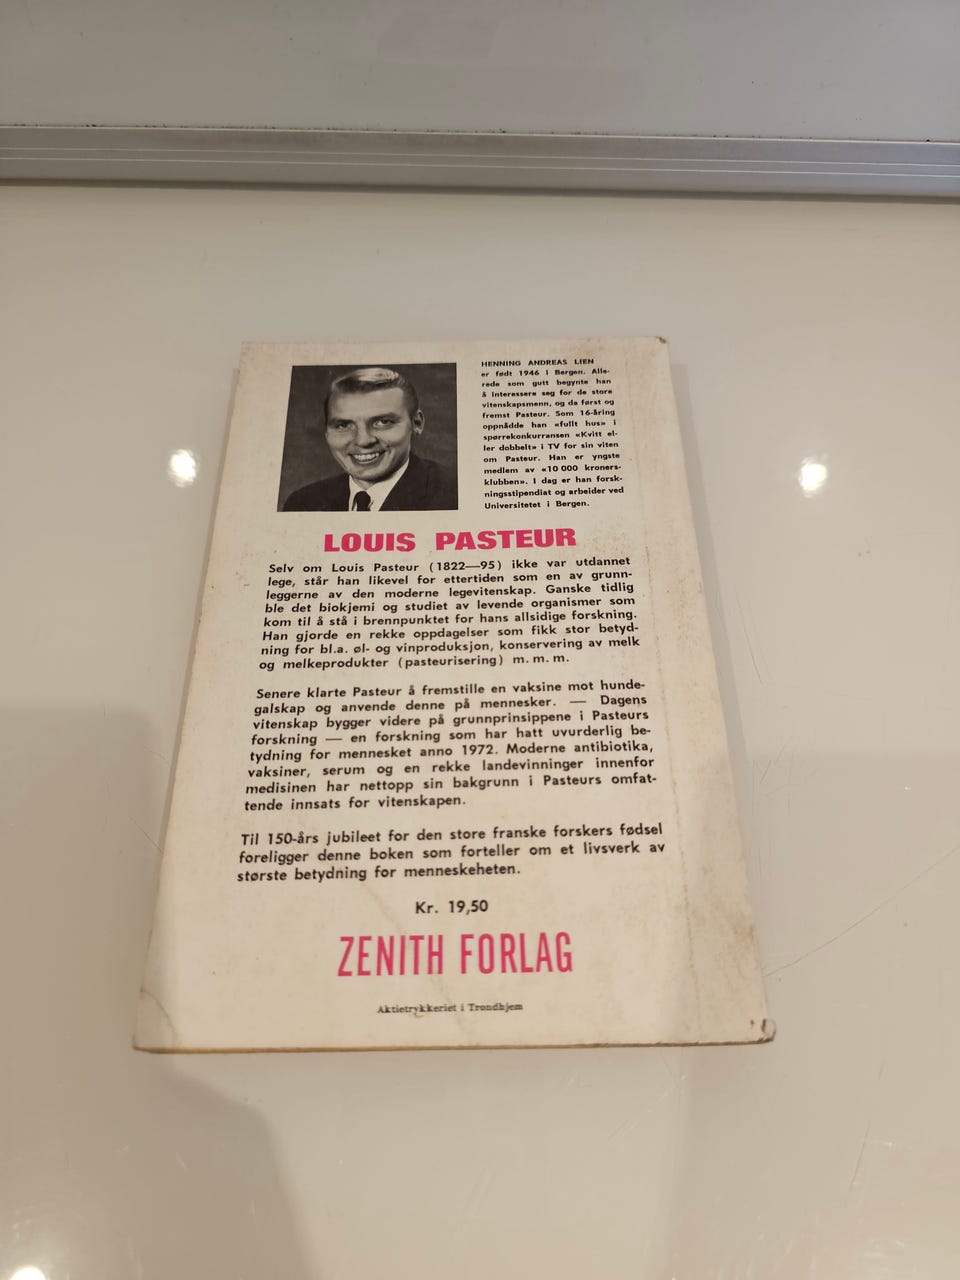 HENNING ANDREAS LIEN
er født 1946 i Bergen. Alle-
rede som gutt begynte han
å interessere seg for de store
vitenskapsmenn, og da først og
fremst Pasteur. Som 16-åring
oppnådde han «fullt hus» i
spørrekonkurransen «Kvitt el-
ler dobbelt» i TV for sin viten
om Pasteur. Han er yngste
medlem av «10 000 kroners-
klubben». I dag er han forsk-
ningsstipendiat og arbeider ved
Universitetet i Bergen.
LOUIS PASTEUR
Selv om Louis Pasteur (1822—95) ikke var utdannet
lege, står han likevel for ettertiden som en av grunn-
leggerne av den moderne legevitenskap. Ganske tidlig
ble det biokjemi og studiet av levende organismer som
kom til å stå i brennpunktet for hans allsidige forskning.
Han gjorde en rekke oppdagelser som fikk stor betyd-
ning for bl.a. øl- og vinproduksjon, konservering av melk
og melkeprodukter (pasteurisering) m. m. m.
Senere klarte Pasteur å fremstille en vaksine mot hunde-
galskap og anvende denne på mennesker. — Dagens
vitenskap bygger videre på grunnprinsippene i Pasteurs
forskning — en forskning som har hatt uvurderlig be-
tydning for mennesket anno 1972. Moderne antibiotika,
vaksiner, serum og en rekke landevinninger innenfor
medisinen har nettopp sin bakgrunn i Pasteurs omfat-
tende innsats for vitenskapen.
Til 150-års jubileet for den store franske forskers fødsel
foreligger denne boken som forteller om et livsverk av
største betydning for menneskeheten.
Kr. 19,50
ZENITH FORLAG
Aktietrykkeriet i Trondhjem